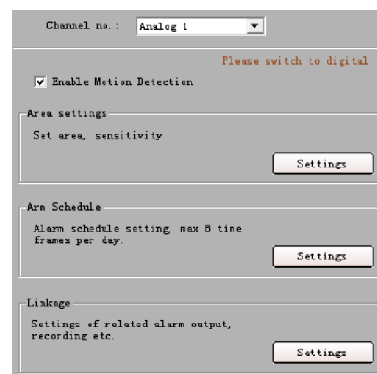 Channel no.: Analog 1
Please switch to digital
Enable Motion Detection
Area settings
Set area, sensitivity
Settings
Arm Schedule
Alarm schedule setting, max 8 time
frames per day.
Settings
Linkage
Settings of related alarm output,
recording etc.
Settings